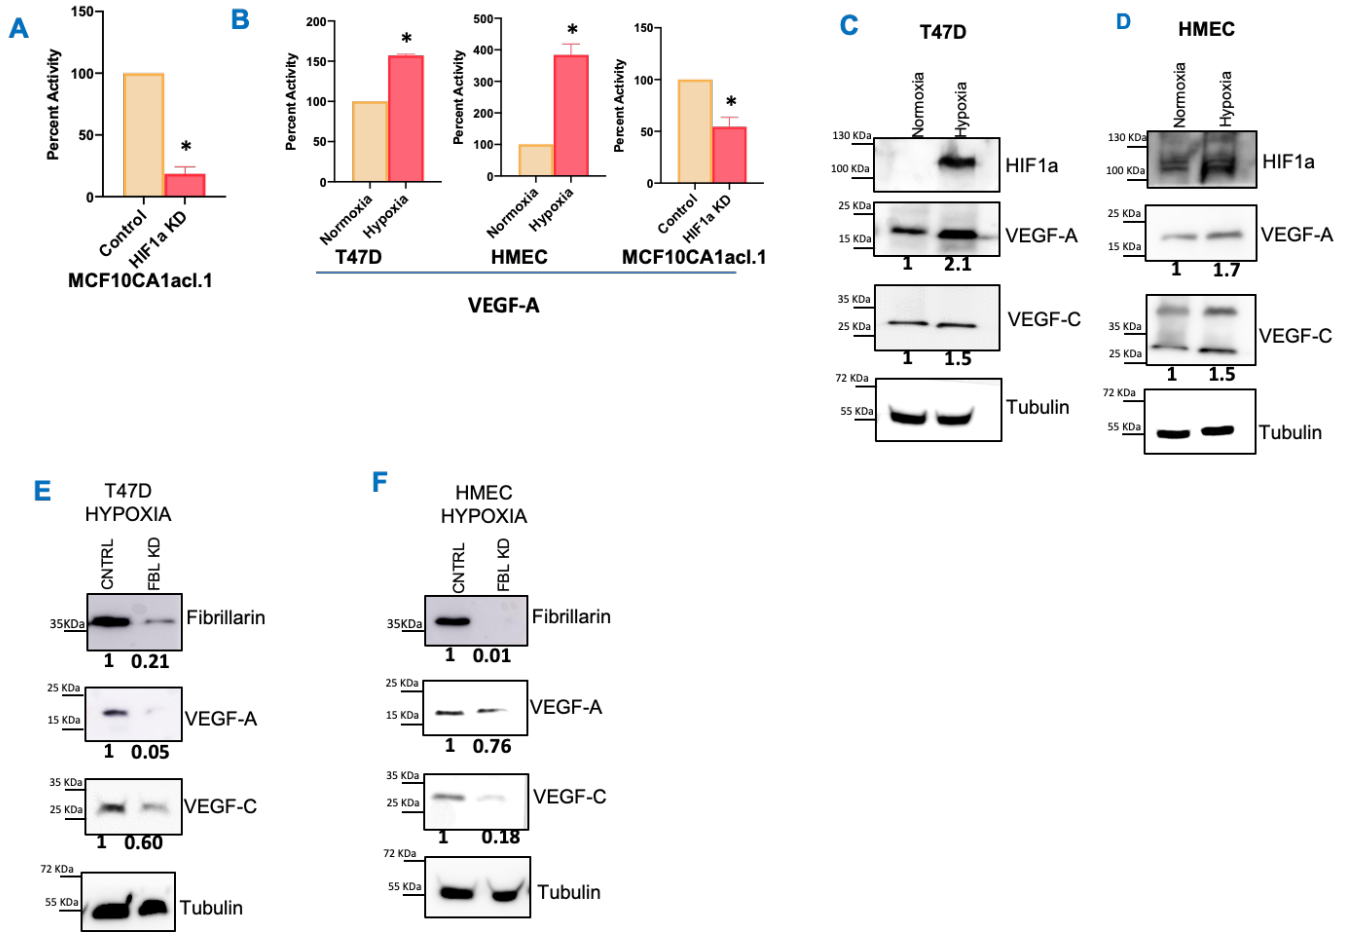 A
Percent Activity
150
100
50
0
*
Control
HIF1a KD
MCF10CA1acl.1
B
Percent Activity
200
150
100
50
0
*
Normoxia
Hypoxia
T47D
Percent Activity
500
400
300
200
100
0
*
Normoxia
Hypoxia
HMEC
Percent Activity
150
100
50
0
*
Control
HIF1a KD
MCF10CA1acl.1
VEGF-A
C
T47D
Normoxia
Hypoxia
130 KDa
100 KDa
HIF1a
25 KDa
15 KDa
VEGF-A
1 2.1
35 KDa
25 KDa
VEGF-C
1 1.5
72 KDa
55 KDa
Tubulin
D
HMEC
Normoxia
Hypoxia
130 KDa
100 KDa
HIF1a
25 KDa
15 KDa
VEGF-A
1 1.7
35 KDa
25 KDa
VEGF-C
1 1.5
72 KDa
55 KDa
Tubulin
E
T47D
HYPOXIA
CNTRL
FBL KD
35KDa
Fibrillarin
1 0.21
25 KDa
15 KDa
VEGF-A
1 0.05
35 KDa
25 KDa
VEGF-C
1 0.60
72 KDa
55 KDa
Tubulin
F
HMEC
HYPOXIA
CNTRL
FBL KD
35KDa
Fibrillarin
1 0.01
25 KDa
15 KDa
VEGF-A
1 0.76
35 KDa
25 KDa
VEGF-C
1 0.18
72 KDa
55 KDa
Tubulin